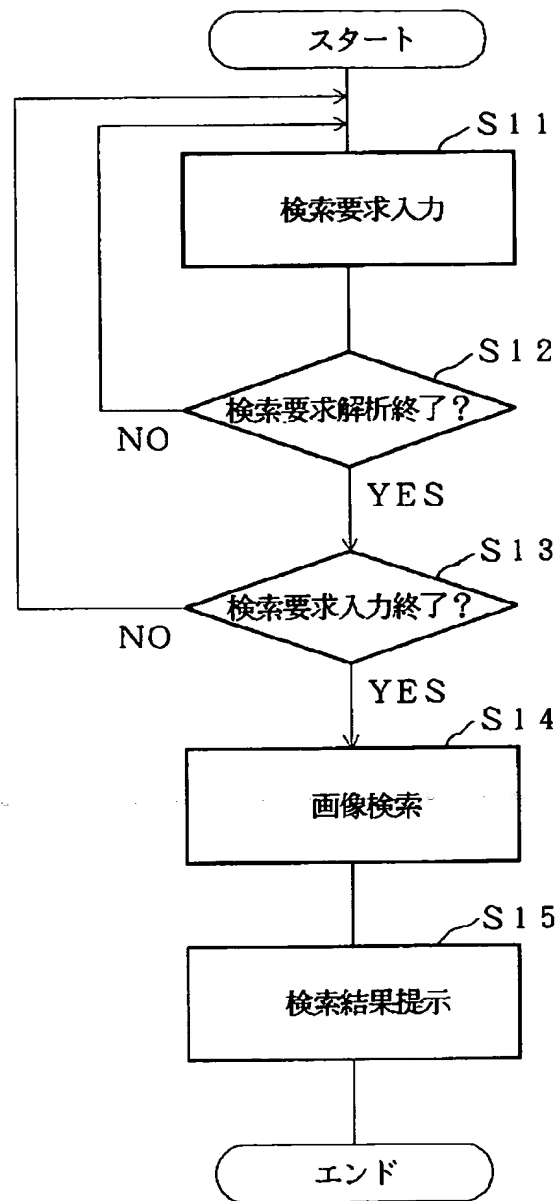 スタート
S11
検索要求入力
S12
検索要求解析終了？
NO
YES
S13
検索要求入力終了？
NO
YES
S14
画像検索
S15
検索結果提示
エンド